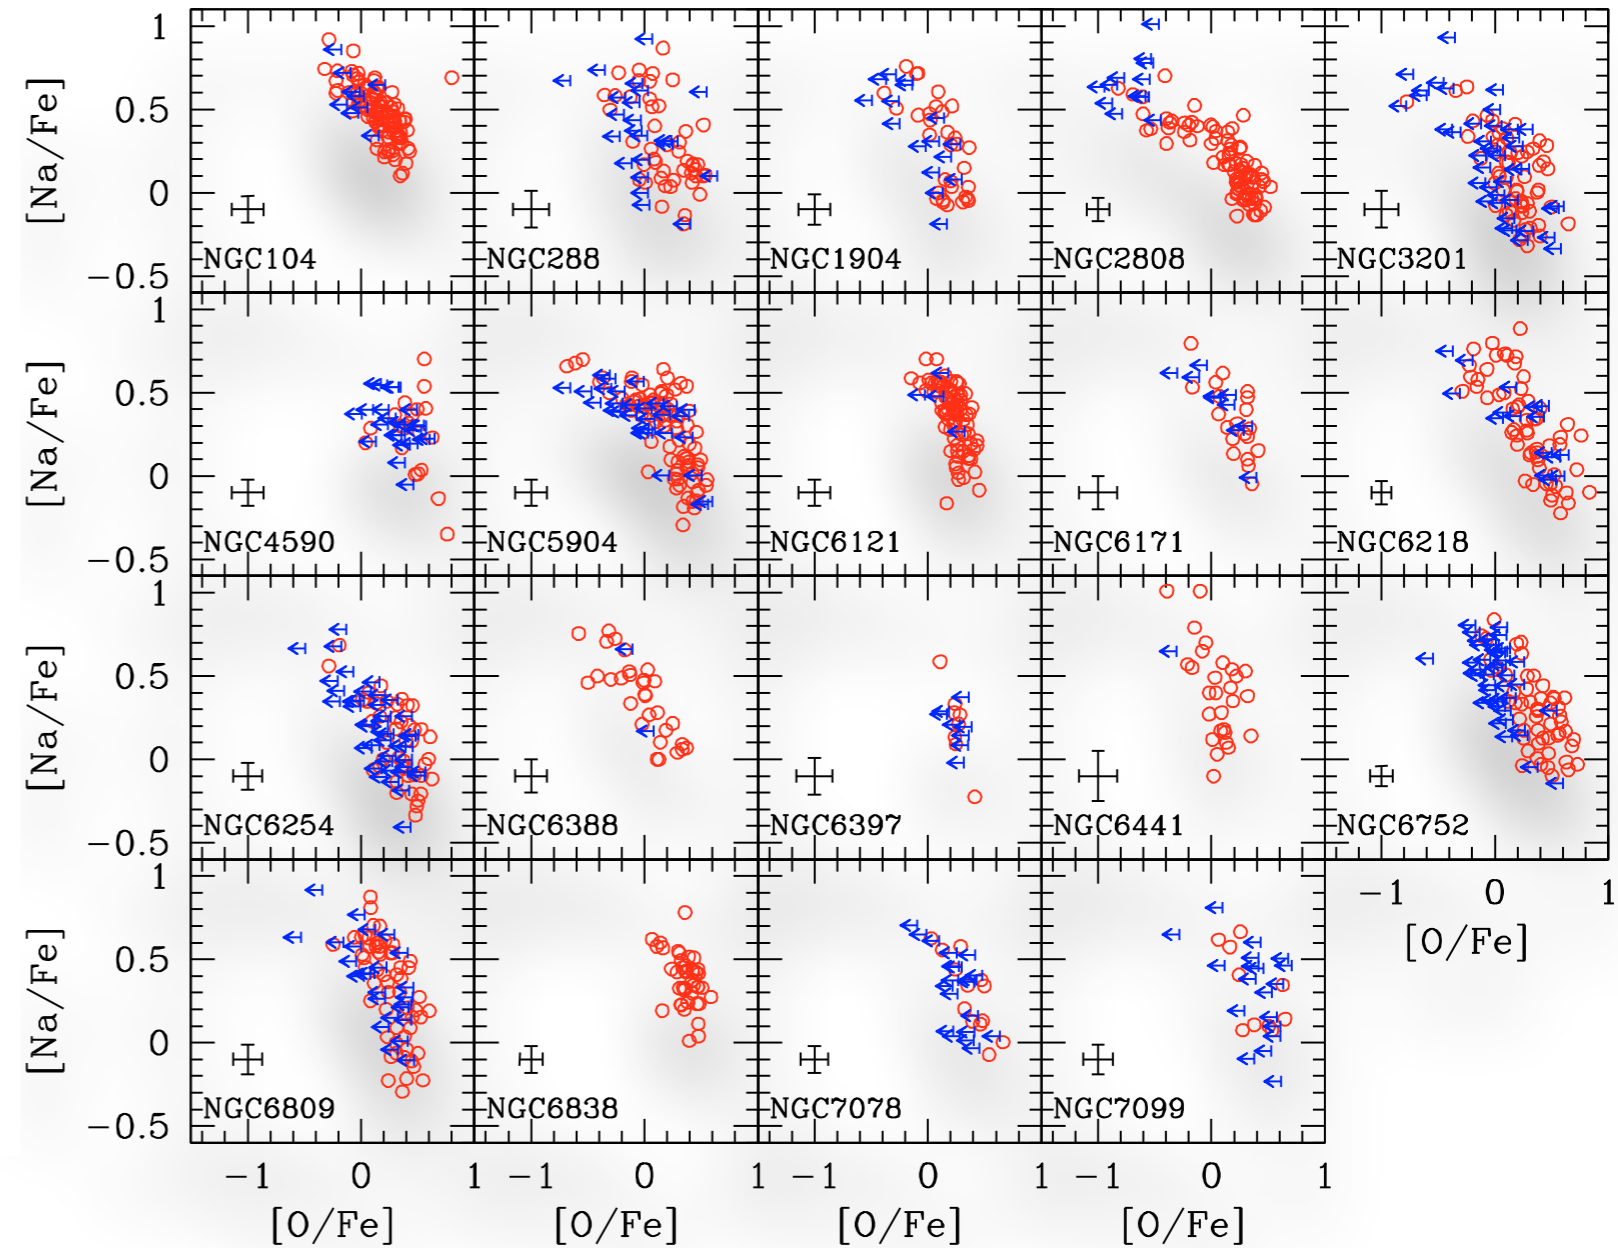 [Na/Fe] 1 0.5 0 −0.5 NGC104 NGC288 NGC1904 NGC2808 NGC3201
[Na/Fe] 1 0.5 0 −0.5 NGC4590 NGC5904 NGC6121 NGC6171 NGC6218
[Na/Fe] 1 0.5 0 −0.5 NGC6254 NGC6388 NGC6397 NGC6441 NGC6752
−1 0 1
[O/Fe]
[Na/Fe] 1 0.5 0 −0.5 NGC6809 NGC6838 NGC7078 NGC7099
−1 0 1 −1 0 1 −1 0 1 −1 0 1
[O/Fe] [O/Fe] [O/Fe] [O/Fe]